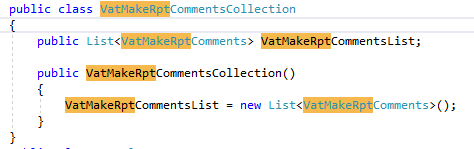 public class VatMakeRptCommentsCollection
{
public List<VatMakeRptComments> VatMakeRptCommentsList;
public VatMakeRptCommentsCollection()
{
VatMakeRptCommentsList = new List<VatMakeRptComments>();
}
}